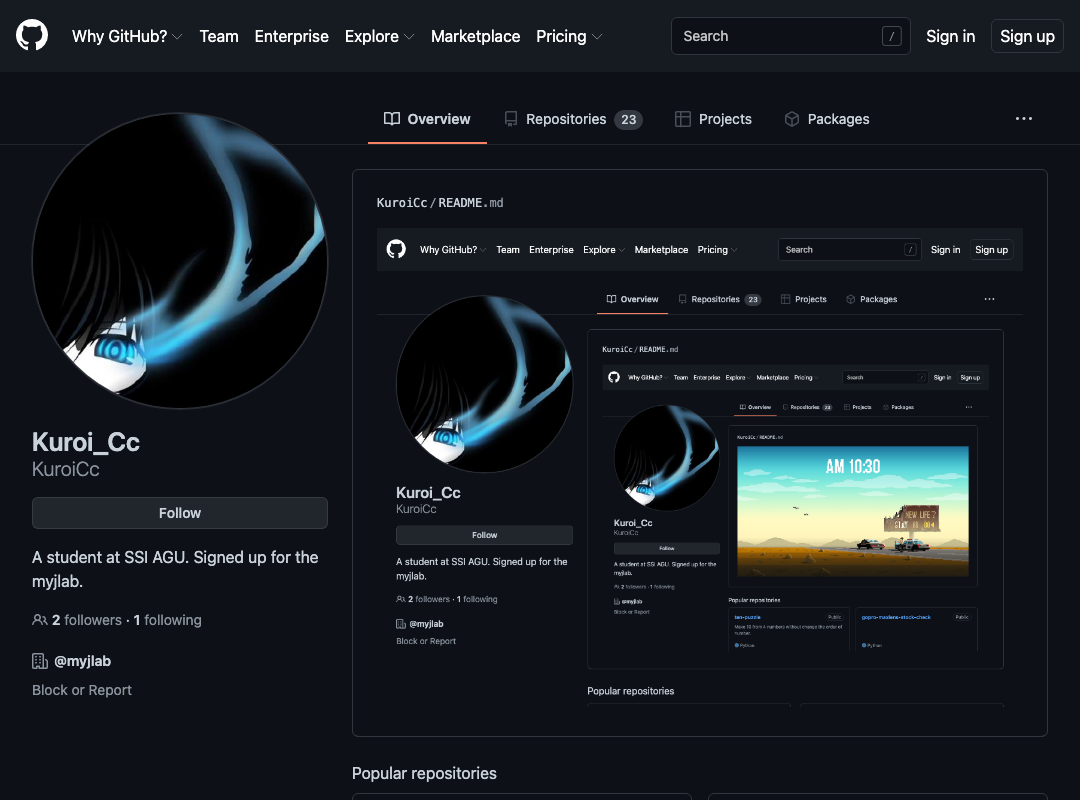 Why GitHub? Team Enterprise Explore Marketplace Pricing Search / Sign in Sign up
Overview Repositories 23 Projects Packages
Kuroi_Cc
KuroiCc
Follow
A student at SSI AGU. Signed up for the
myjlab.
2 followers · 1 following
@myjlab
Block or Report
KuroiCc/README.md
Why GitHub? Team Enterprise Explore Marketplace Pricing Search / Sign in Sign up
Overview Repositories 23 Projects Packages
Kuroi_Cc
KuroiCc
Follow
A student at SSI AGU. Signed up for the
myjlab.
2 followers · 1 following
@myjlab
Block or Report
KuroiCc/README.md
Why GitHub? Team Enterprise Explore Marketplace Pricing Search / Sign in Sign up
Overview Repositories 23 Projects Packages
Kuroi_Cc
KuroiCc
Follow
A student at SSI AGU. Signed up for the
myjlab.
2 followers · 1 following
@myjlab
Block or Report
KuroiCc/README.md
AM 10:30
NEW LIFE?
STAY
Popular repositories
ten-puzzle Public
Make 10 from 4 numbers without change the order of
number.
Python
gopro-maxlens-stock-check Public
Python
Popular repositories
Popular repositories